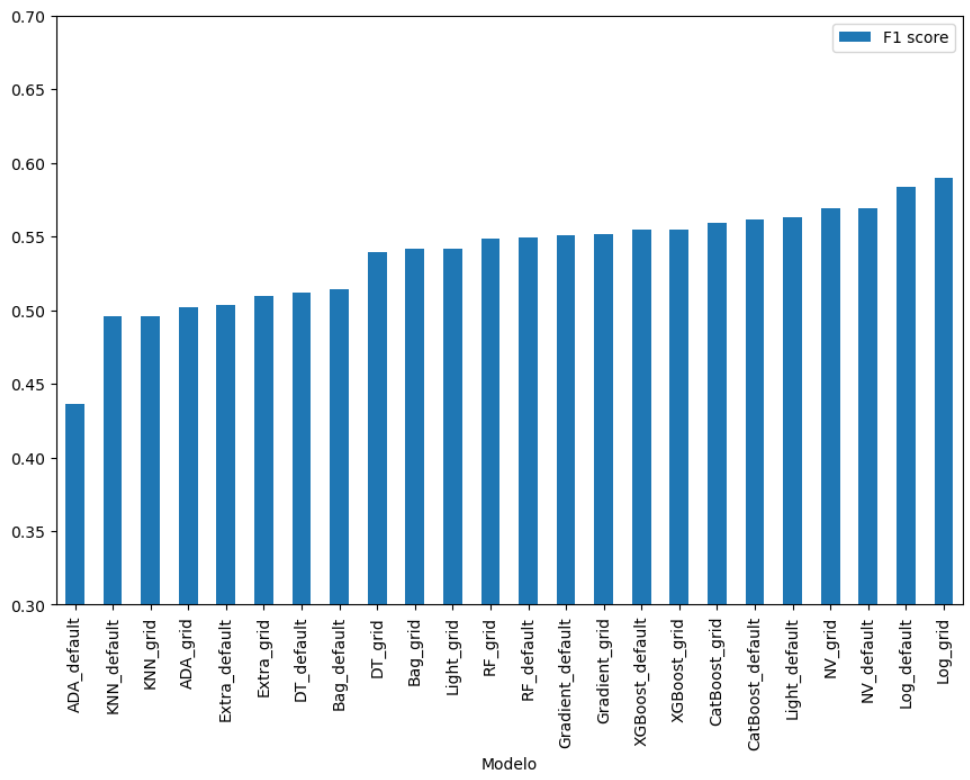 0.70
F1 score
0.65
0.60
0.55
0.50
0.45
0.40
0.35
0.30
ADA_default
KNN_default
KNN_grid
ADA_grid
Extra_default
Extra_grid
DT_default
Bag_default
DT_grid
Bag_grid
Light_grid
RF_grid
RF_default
Gradient_default
Gradient_grid
XGBoost_default
XGBoost_grid
CatBoost_grid
CatBoost_default
Light_default
NV_grid
NV_default
Log_default
Log_grid
Modelo